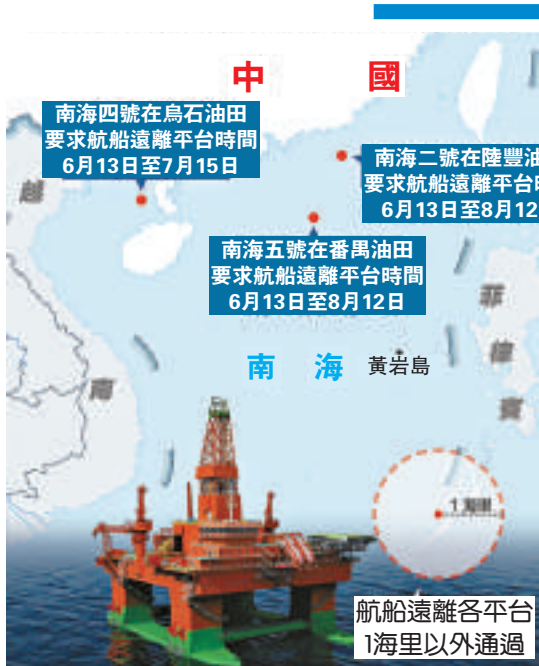 中 國
南海四號在烏石油田
要求航船遠離平台時間
6月13日至7月15日
南海二號在陸豐油
要求航船遠離平台時
6月13日至8月12
南海五號在番禺油田
要求航船遠離平台時間
6月13日至8月12日
越
南
菲
律
賓
南 海
黃岩島
1海裡
航船遠離各平台
1海里以外通過